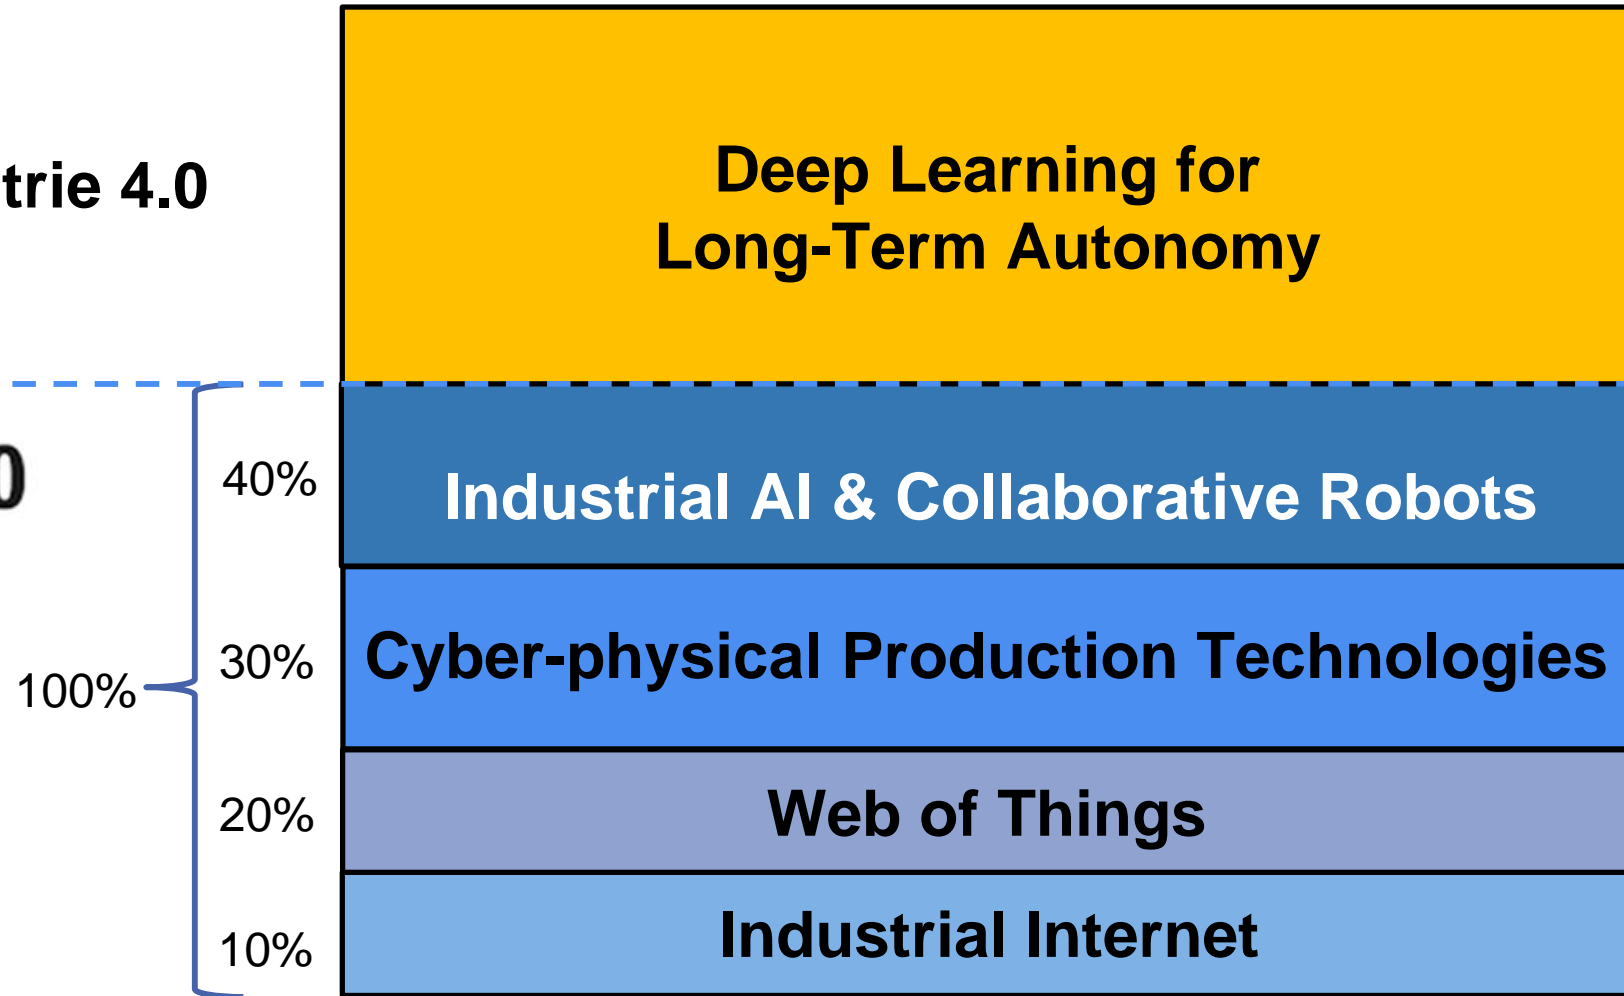 trie 4.0
Deep Learning for
Long-Term Autonomy
0
40%
Industrial AI & Collaborative Robots
100%
30%
Cyber-physical Production Technologies
20%
Web of Things
10%
Industrial Internet